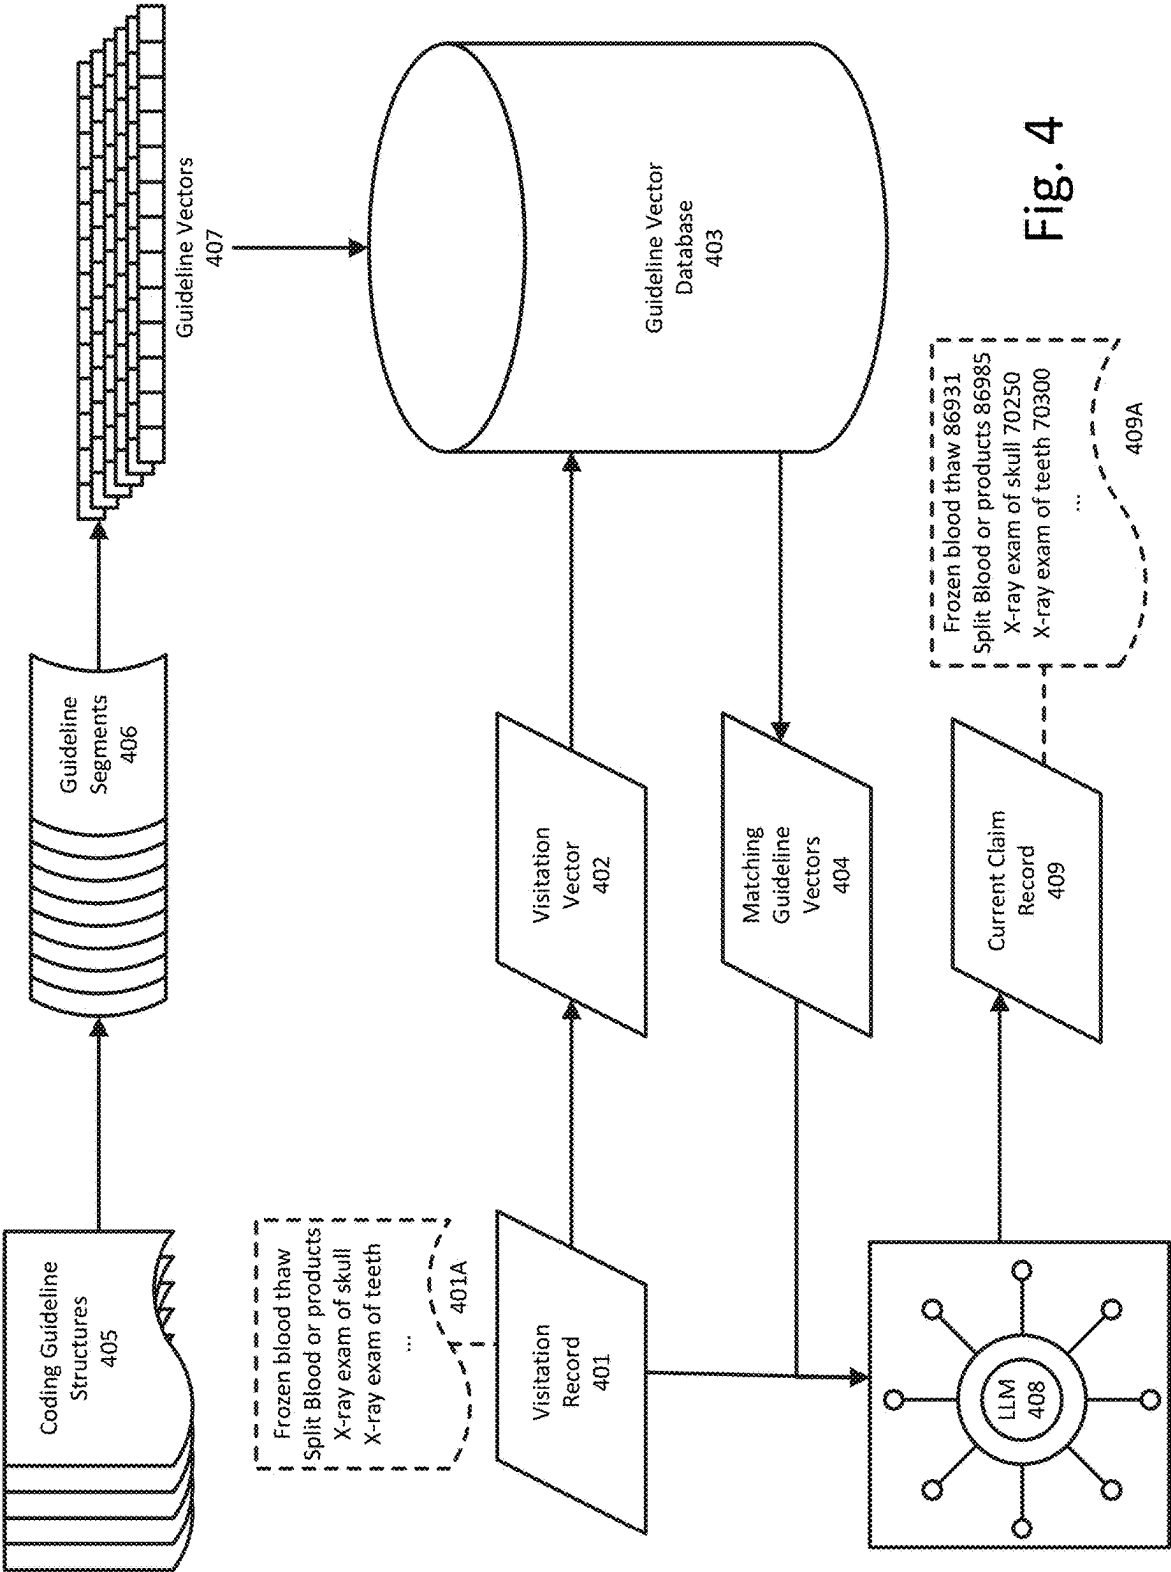 Coding Guideline
Structures
405
Guideline
Segments
406
Guideline Vectors
407
Frozen blood thaw
Split Blood or products
X-ray exam of skull
X-ray exam of teeth
...
401A
Visitation
Record
401
Visitation
Vector
402
Guideline Vector
Database
403
Matching
Guideline
Vectors
404
LLM
408
Current Claim
Record
409
Frozen blood thaw 86931
Split Blood or products 86985
X-ray exam of skull 70250
X-ray exam of teeth 70300
...
409A
Fig. 4